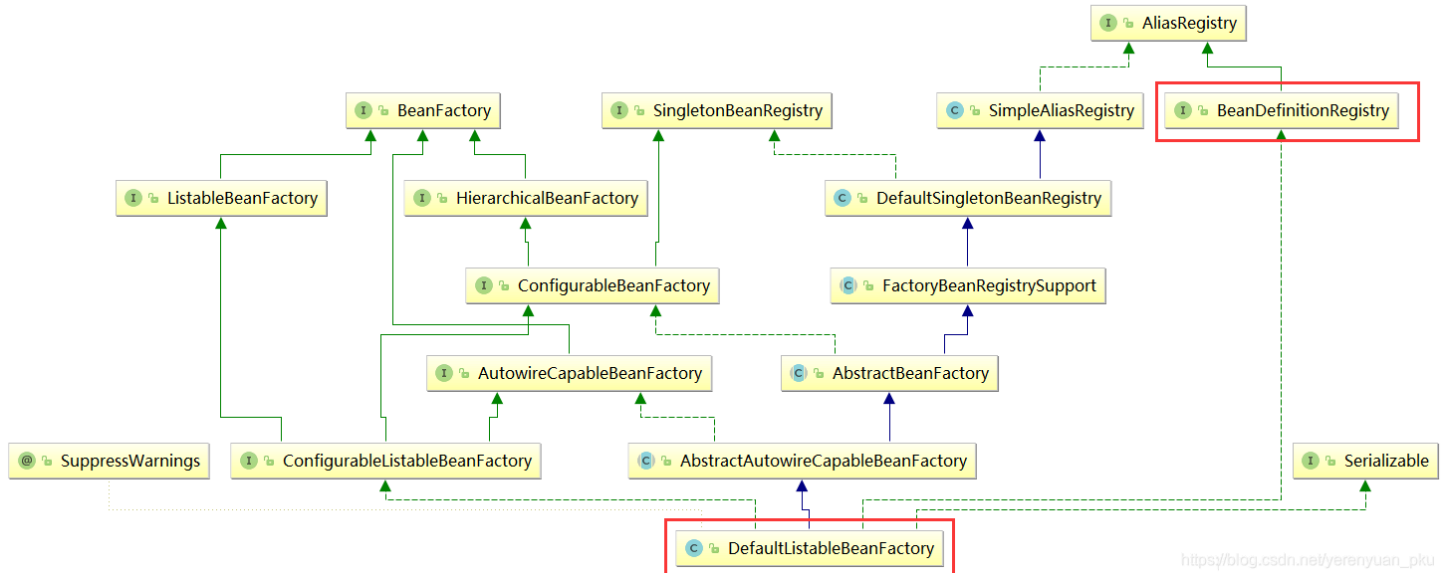 I AliasRegistry
I BeanFactory
I SingletonBeanRegistry
C SimpleAliasRegistry
I BeanDefinitionRegistry
I ListableBeanFactory
I HierarchicalBeanFactory
C DefaultSingletonBeanRegistry
I ConfigurableBeanFactory
C FactoryBeanRegistrySupport
I AutowireCapableBeanFactory
C AbstractBeanFactory
@ SuppressWarnings
I ConfigurableListableBeanFactory
C AbstractAutowireCapableBeanFactory
I Serializable
C DefaultListableBeanFactory
https://blog.csdn.net/yerenyuan_pku